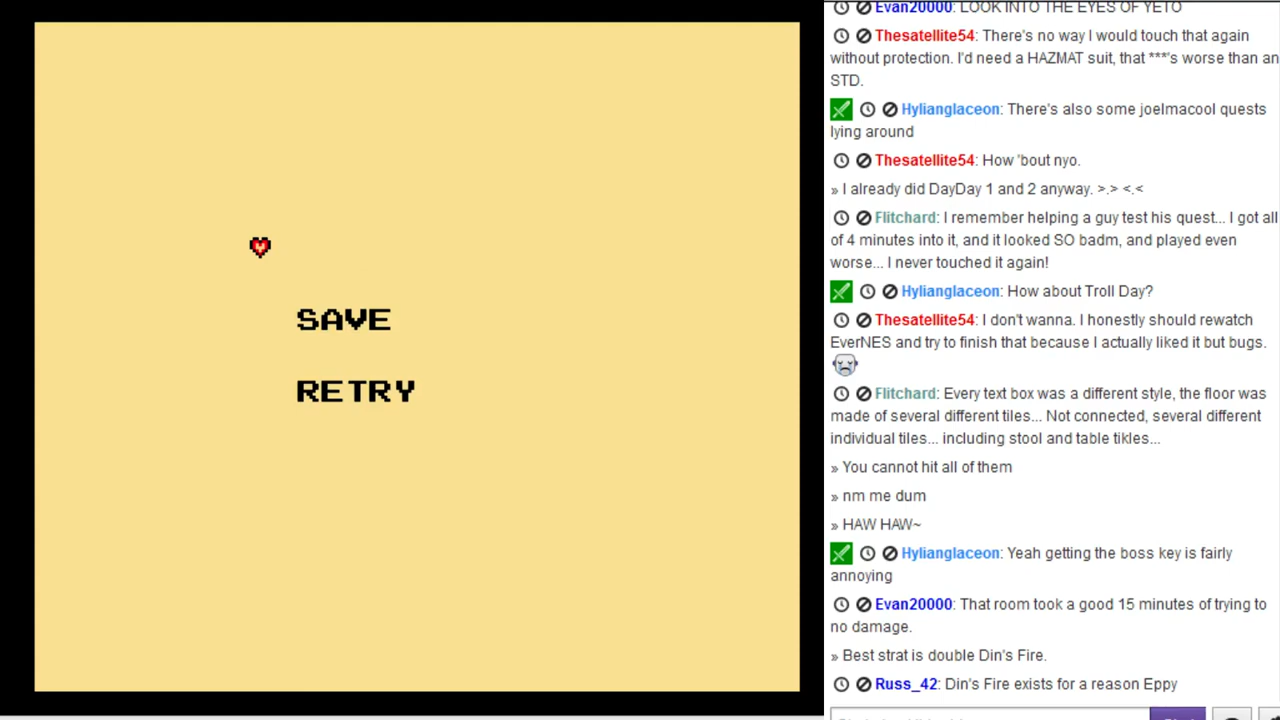 SAVE
RETRY
Evan20000: LOOK INTO THE EYES OF YETO
Thesatellite54: There's no way I would touch that again
without protection. I'd need a HAZMAT suit, that ***'s worse than an
STD.
Hylianglaceon: There's also some joelmacool quests
lying around
Thesatellite54: How 'bout nyo.
» I already did DayDay 1 and 2 anyway. >.> <.<
Flitchard: I remember helping a guy test his quest... I got all
of 4 minutes into it, and it looked SO badm, and played even
worse... I never touched it again!
Hylianglaceon: How about Troll Day?
Thesatellite54: I don't wanna. I honestly should rewatch
EverNES and try to finish that because I actually liked it but bugs.
Flitchard: Every text box was a different style, the floor was
made of several different tiles... Not connected, several different
individual tiles... including stool and table tikles...
» You cannot hit all of them
» nm me dum
» HAW HAW~
Hylianglaceon: Yeah getting the boss key is fairly
annoying
Evan20000: That room took a good 15 minutes of trying to
no damage.
» Best strat is double Din's Fire.
Russ_42: Din's Fire exists for a reason Eppy